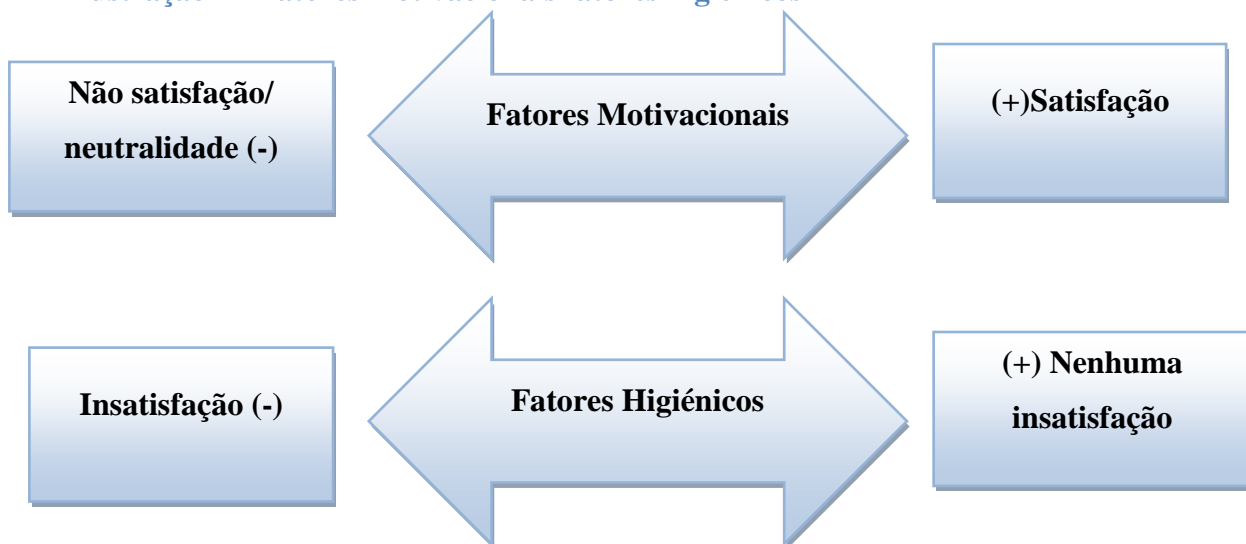 Não satisfação/
neutralidade (-)
Fatores Motivacionais
(+)Satisfação
Insatisfação (-)
Fatores Higiénicos
(+) Nenhuma
insatisfação